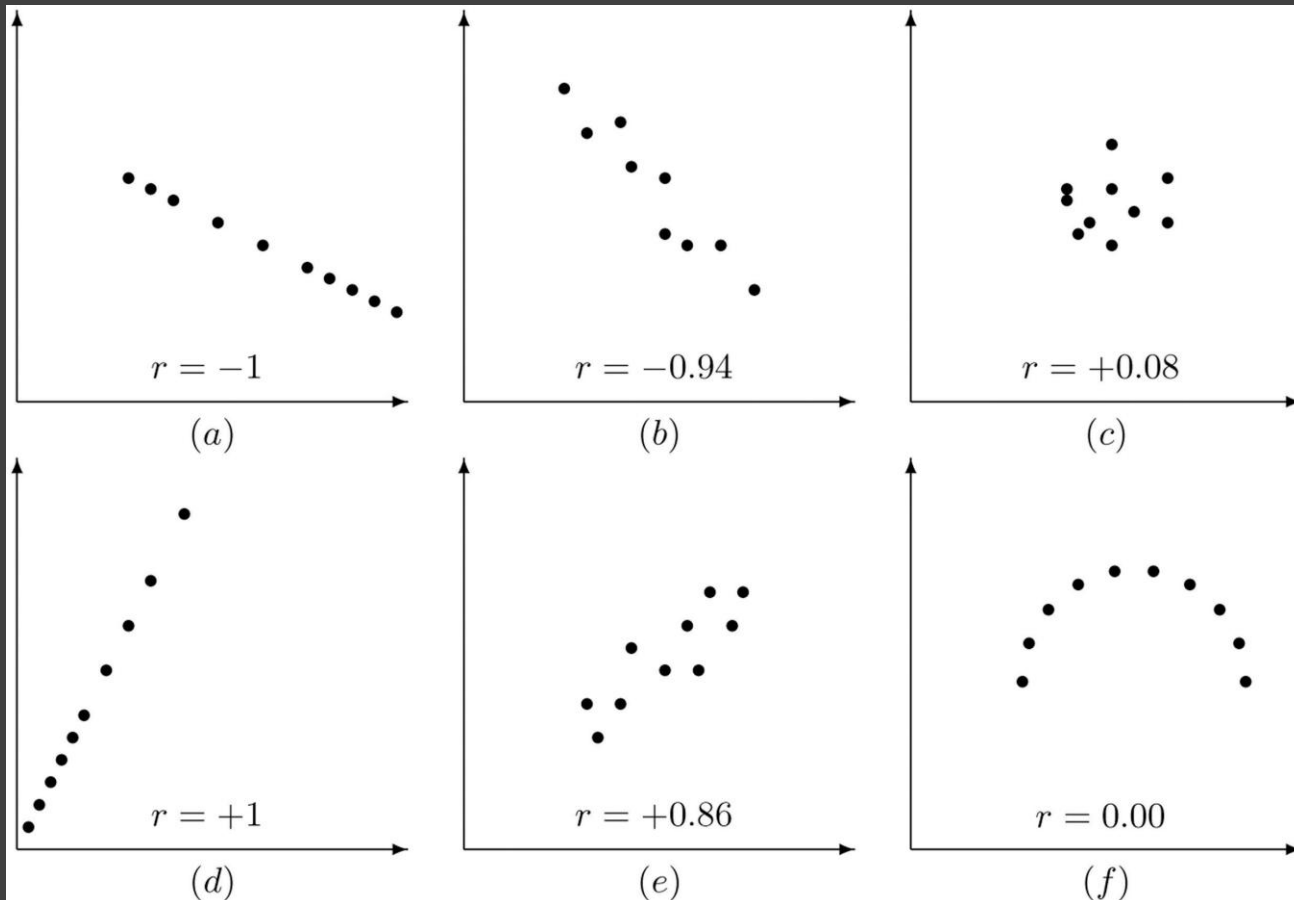 r = −1
r = −0.94
r = +0.08
(a)
(b)
(c)
r = +1
r = +0.86
r = 0.00
(d)
(e)
(f)